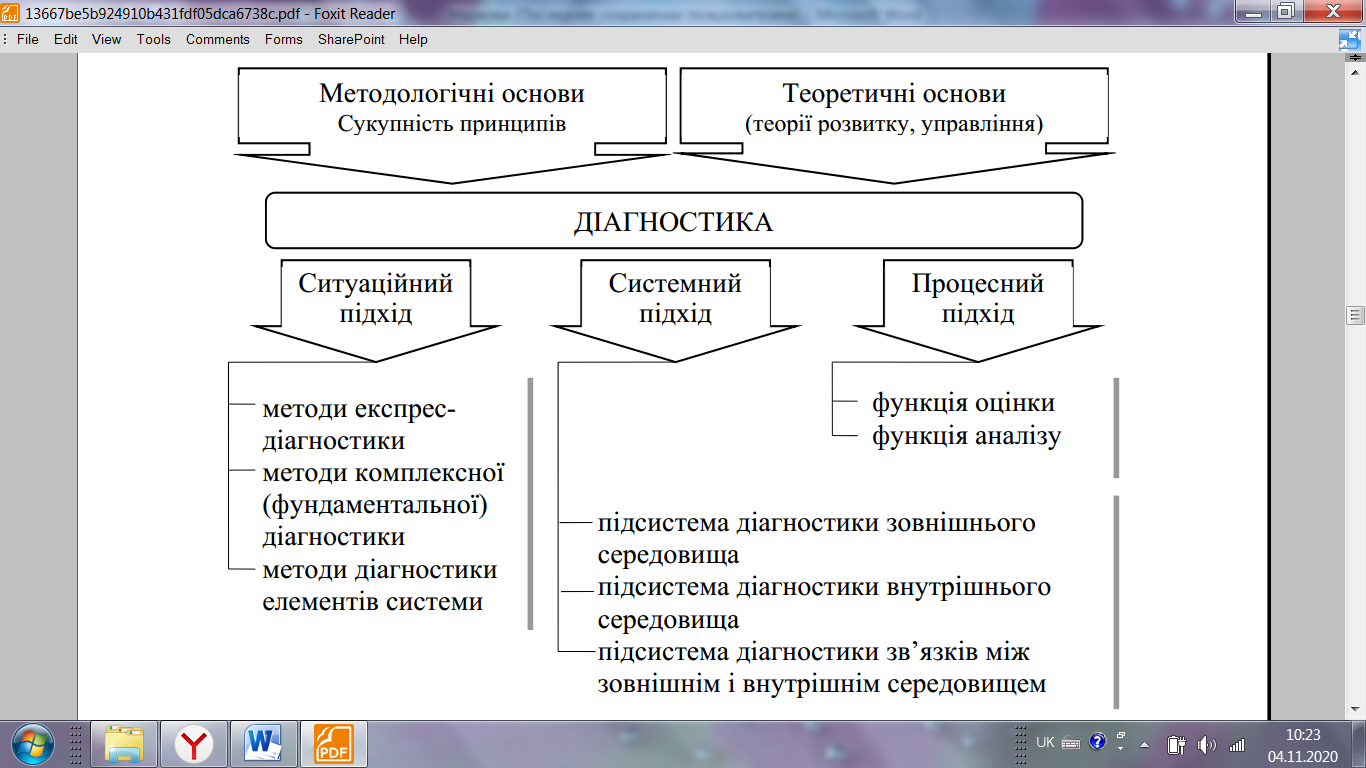 13667be5b924910b431fdf05dca6738c.pdf - Foxit Reader
File Edit View Tools Comments Forms SharePoint Help
Методологічні основи
Сукупність принципів
Теоретичні основи
(теорії розвитку, управління)
ДІАГНОСТИКА
Ситуаційний
підхід
Системний
підхід
Процесний
підхід
методи експрес-
діагностики
методи комплексної
(фундаментальної)
діагностики
методи діагностики
елементів системи
функція оцінки
функція аналізу
підсистема діагностики зовнішнього
середовища
підсистема діагностики внутрішнього
середовища
підсистема діагностики зв’язків між
зовнішнім і внутрішнім середовищем
PDF
UK
10:23
04.11.2020